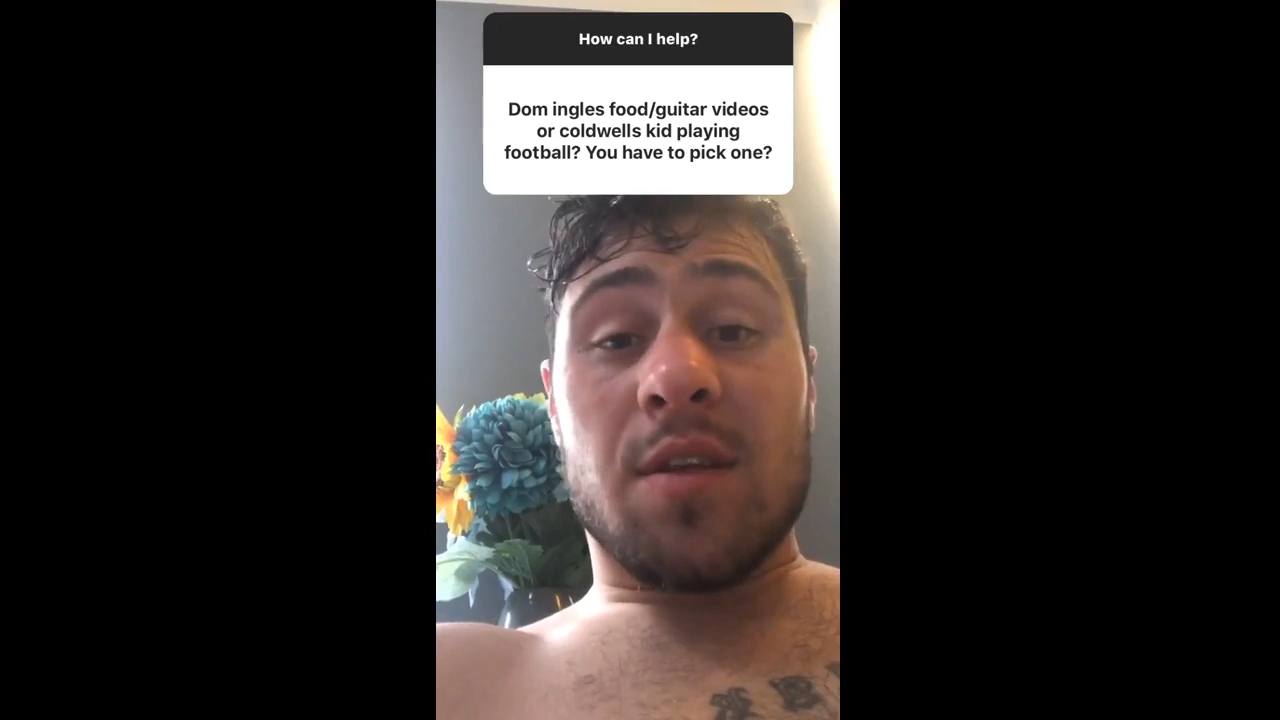 How can I help?
Dom ingles food/guitar videos
or coldwells kid playing
football? You have to pick one?